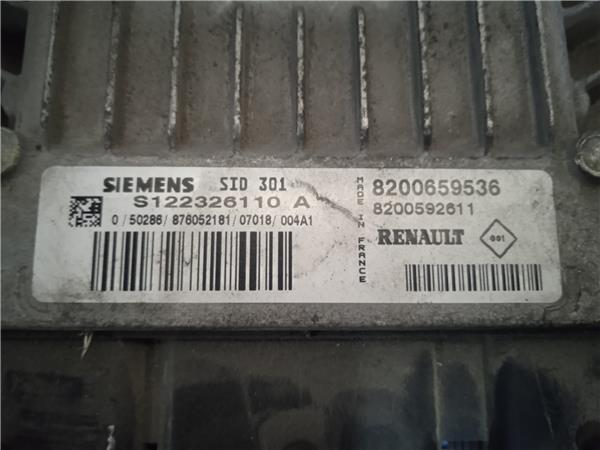 SIEMENS SID 301
S122326110 A
0/50286/876052181/07018/004A1
MADE IN FRANCE
8200659536
8200592611
RENAULT
001